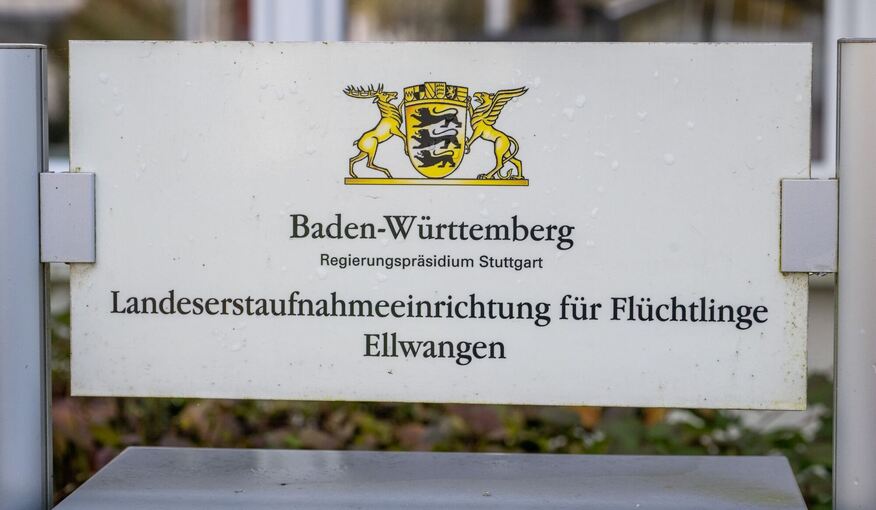 Baden-Württemberg
Regierungspräsidium Stuttgart
Landeserstaufnahmeeinrichtung für Flüchtlinge
Ellwangen